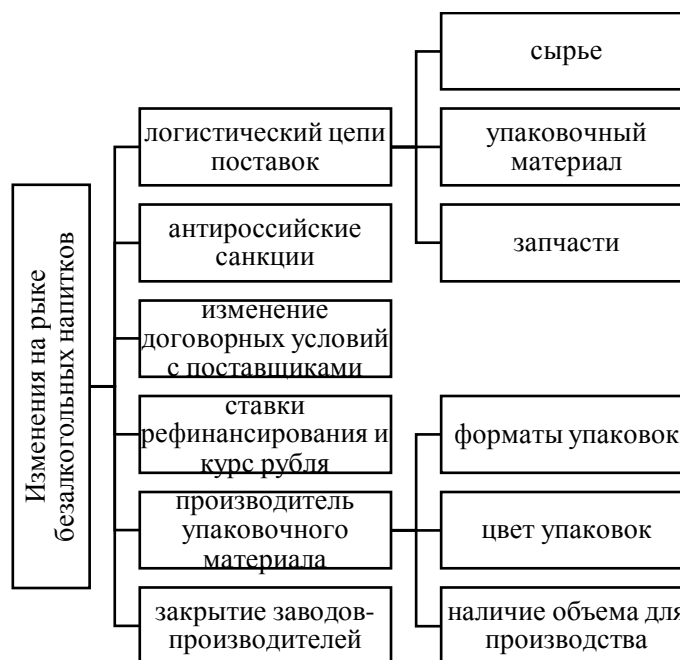 Изменения на рыке
безалкогольных напитков
логистический цепи
поставок
сырье
упаковочный
материал
запчасти
антироссийские
санкции
изменение
договорных условий
с поставщиками
ставки
рефинансирования и
курс рубля
производитель
упаковочного
материала
форматы упаковок
цвет упаковок
наличие объема для
производства
закрытие заводов-
производителей